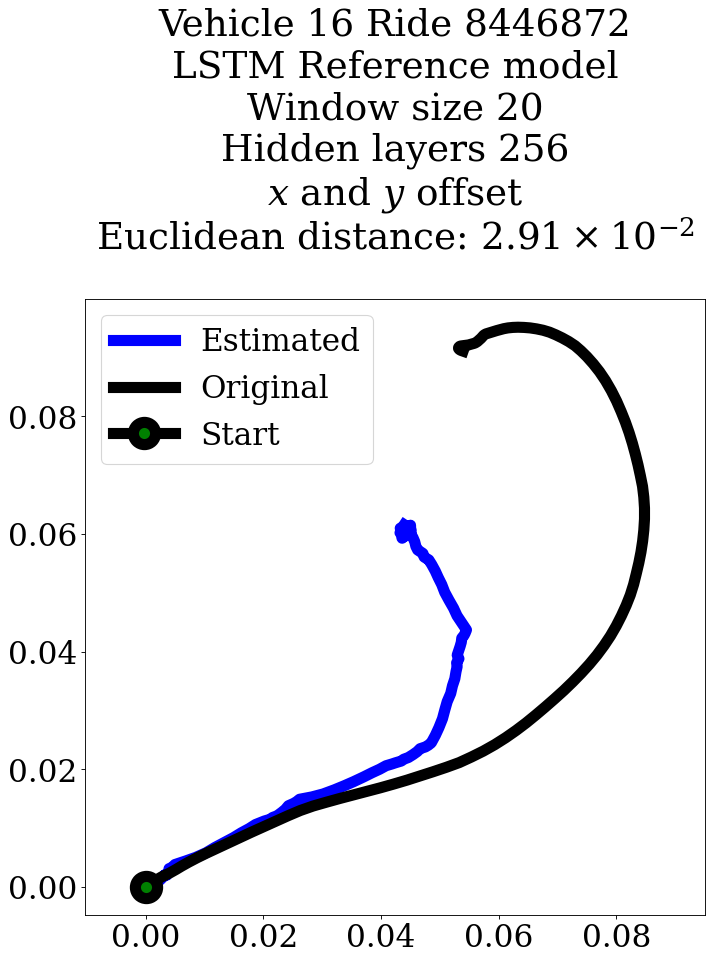 Vehicle 16 Ride 8446872
LSTM Reference model
Window size 20
Hidden layers 256
x and y offset
Euclidean distance: 2.91 × 10⁻²
Estimated
Original
Start
0.08
0.06
0.04
0.02
0.00
0.00 0.02 0.04 0.06 0.08